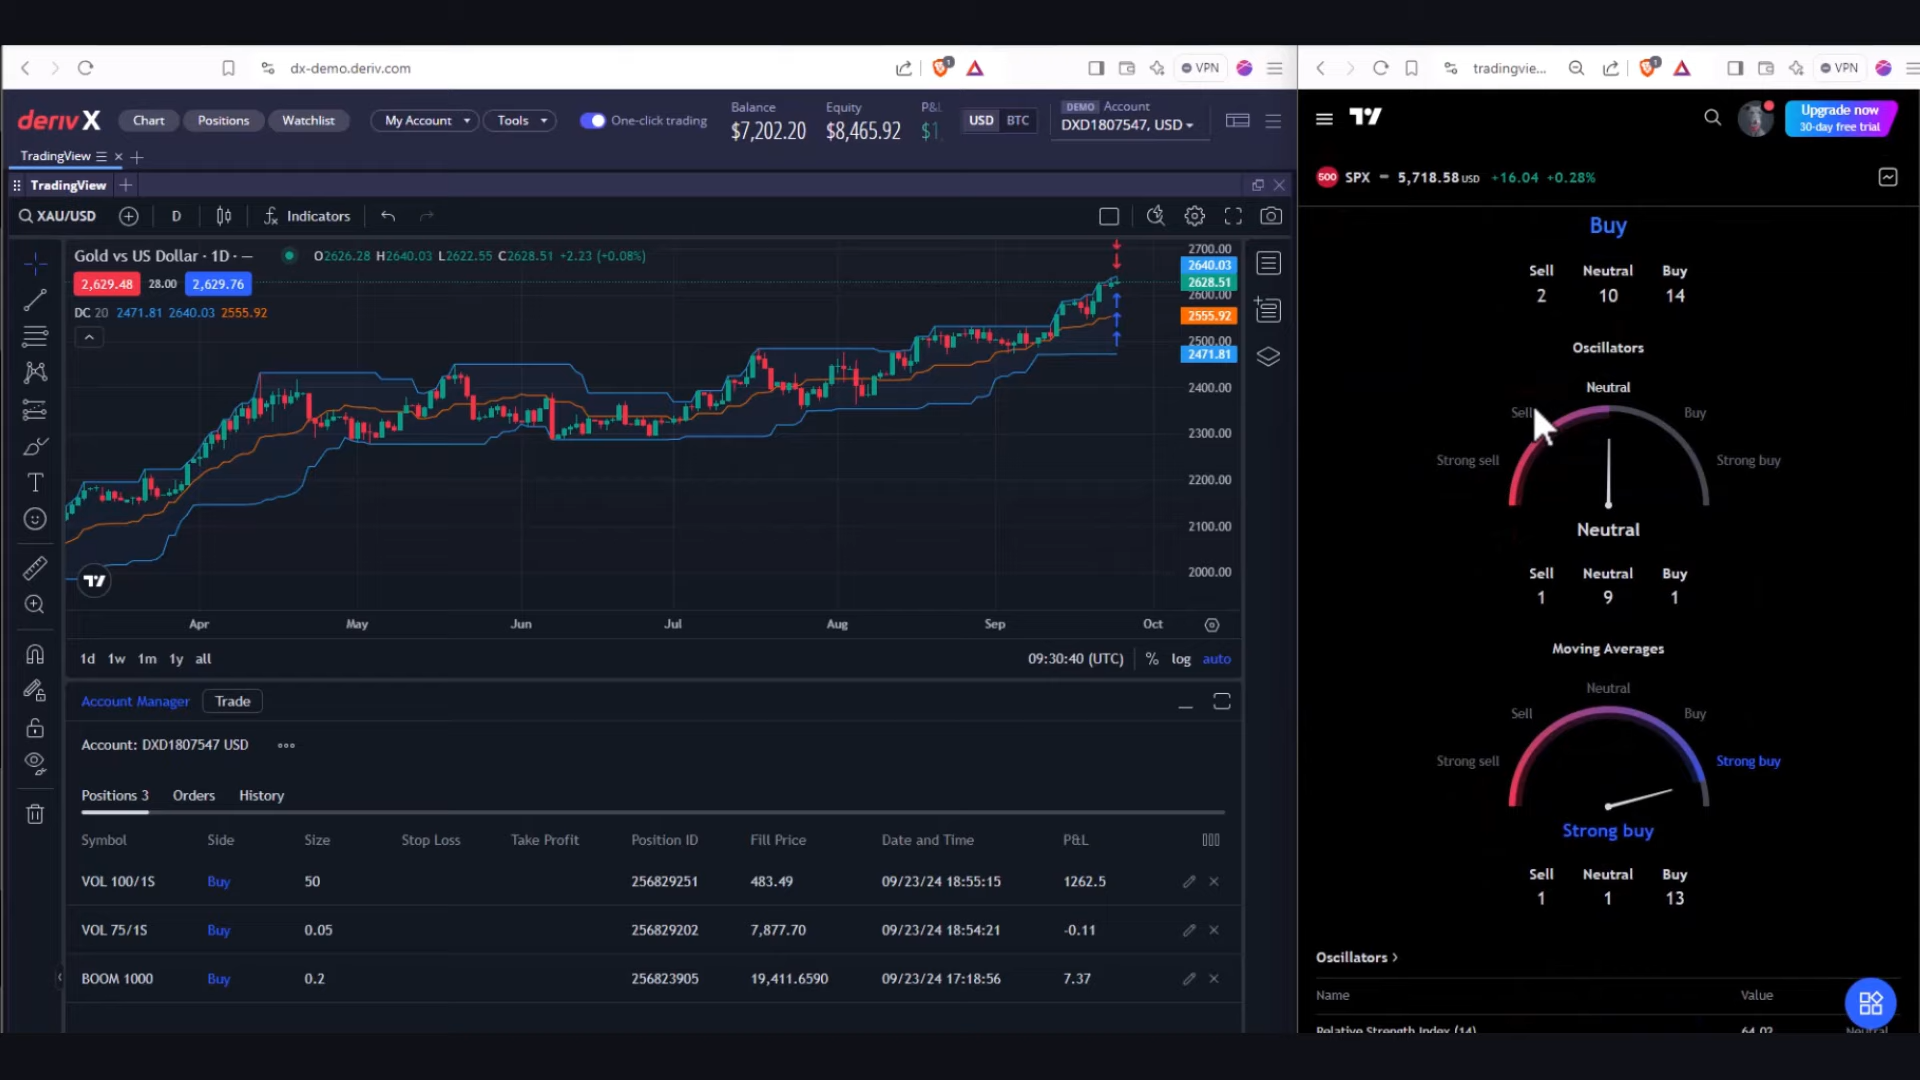 dx-demo.deriv.com
VPN
deriv X
Chart
Positions
Watchlist
My Account
Tools
One-click trading
Balance
$7,202.20
Equity
$8,465.92
P&L
$1
USD
BTC
DEMO Account
DXD1807547, USD
TradingView
TradingView
XAU/USD
D
Indicators
Gold vs US Dollar · 1D · —
O2626.28 H2640.03 L2622.55 C2628.51 +2.23 (+0.08%)
2,629.48
28.00
2,629.76
DC 20 2471.81 2640.03 2555.92
2700.00
2640.03
2628.51
2600.00
2555.92
2500.00
2471.81
2400.00
2300.00
2200.00
2100.00
2000.00
Apr
May
Jun
Jul
Aug
Sep
Oct
1d 1w 1m 1y all
09:30:40 (UTC)
%
log
auto
Account Manager
Trade
Account: DXD1807547 USD
Positions 3
Orders
History
Symbol Side Size Stop Loss Take Profit Position ID Fill Price Date and Time P&L
VOL 100/1S Buy 50 256829251 483.49 09/23/24 18:55:15 1262.5
VOL 75/1S Buy 0.05 256829202 7,877.70 09/23/24 18:54:21 -0.11
BOOM 1000 Buy 0.2 256823905 19,411.6590 09/23/24 17:18:56 7.37
tradingvie...
VPN
Upgrade now
30-day free trial
500
SPX
5,718.58 USD +16.04 +0.28%
Buy
Sell Neutral Buy
2 10 14
Oscillators
Neutral
Sell
Buy
Strong sell
Strong buy
Neutral
Sell Neutral Buy
1 9 1
Moving Averages
Neutral
Sell
Buy
Strong sell
Strong buy
Strong buy
Sell Neutral Buy
1 1 13
Oscillators
Name
Value
Relative Strength Index (14)
64.02
Neutral